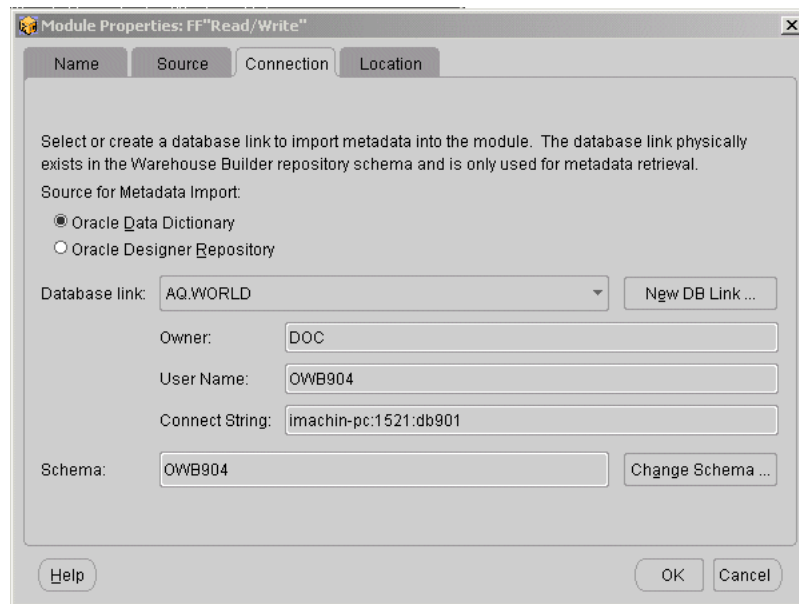 Module Properties: FF"Read/Write"
Name Source Connection Location
Select or create a database link to import metadata into the module. The database link physically
exists in the Warehouse Builder repository schema and is only used for metadata retrieval.
Source for Metadata Import:
Oracle Data Dictionary
Oracle Designer Repository
Database link: AQ.WORLD New DB Link ...
Owner: DOC
User Name: OWB904
Connect String: imachin-pc:1521:db901
Schema: OWB904 Change Schema ...
Help OK Cancel